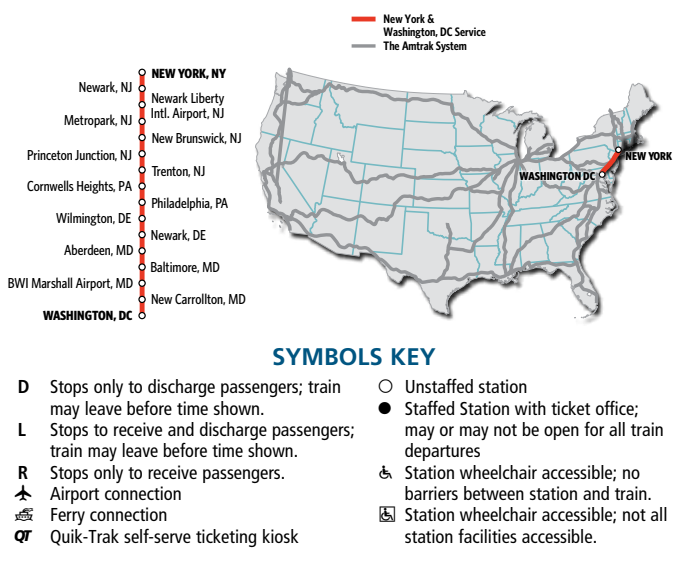 New York &
Washington, DC Service
The Amtrak System
NEW YORK, NY
Newark, NJ
Newark Liberty
Intl. Airport, NJ
Metropark, NJ
New Brunswick, NJ
Princeton Junction, NJ
Trenton, NJ
Cornwells Heights, PA
Philadelphia, PA
Wilmington, DE
Newark, DE
Aberdeen, MD
Baltimore, MD
BWI Marshall Airport, MD
New Carrollton, MD
WASHINGTON, DC
NEW YORK
WASHINGTON DC
SYMBOLS KEY
D Stops only to discharge passengers; train
may leave before time shown.
L Stops to receive and discharge passengers;
train may leave before time shown.
R Stops only to receive passengers.
Airport connection
Ferry connection
QT Quik-Trak self-serve ticketing kiosk
Unstaffed station
Staffed Station with ticket office;
may or may not be open for all train
departures
Station wheelchair accessible; no
barriers between station and train.
Station wheelchair accessible; not all
station facilities accessible.